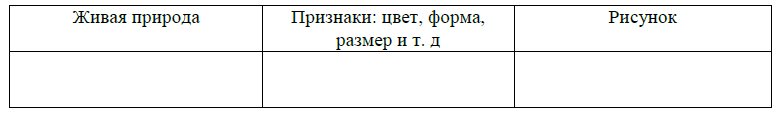 Живая природа
Признаки: цвет, форма,
размер и т. д
Рисунок